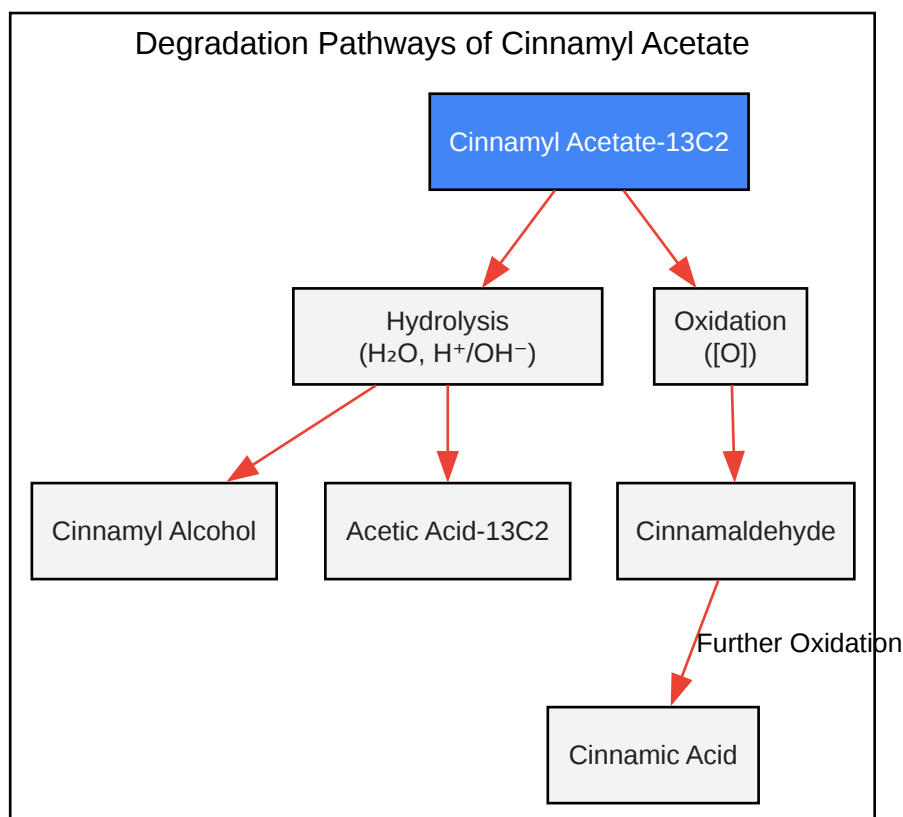 Degradation Pathways of Cinnamyl Acetate
Cinnamyl Acetate-13C2
Hydrolysis
(H₂O, H⁺/OH⁻)
Oxidation
([O])
Cinnamyl Alcohol
Acetic Acid-13C2
Cinnamaldehyde
Further Oxidation
Cinnamic Acid